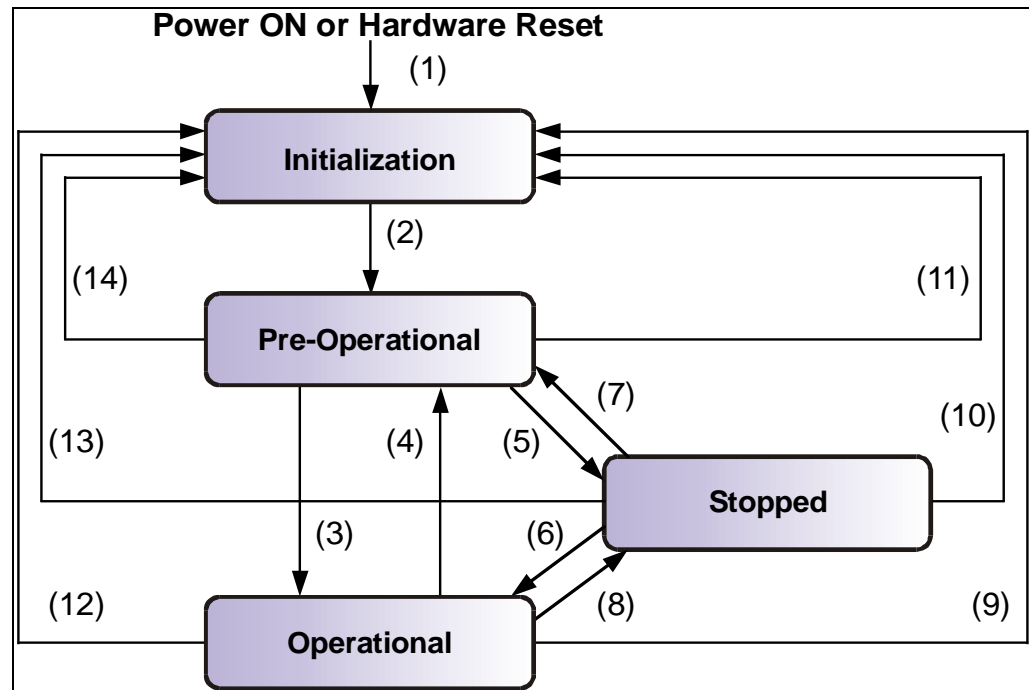 Power ON or Hardware Reset
(1)
Initialization
(2)
(14)
(11)
Pre-Operational
(7)
(10)
(13)
(4)
(5)
Stopped
(3)
(6)
(12)
(8)
(9)
Operational